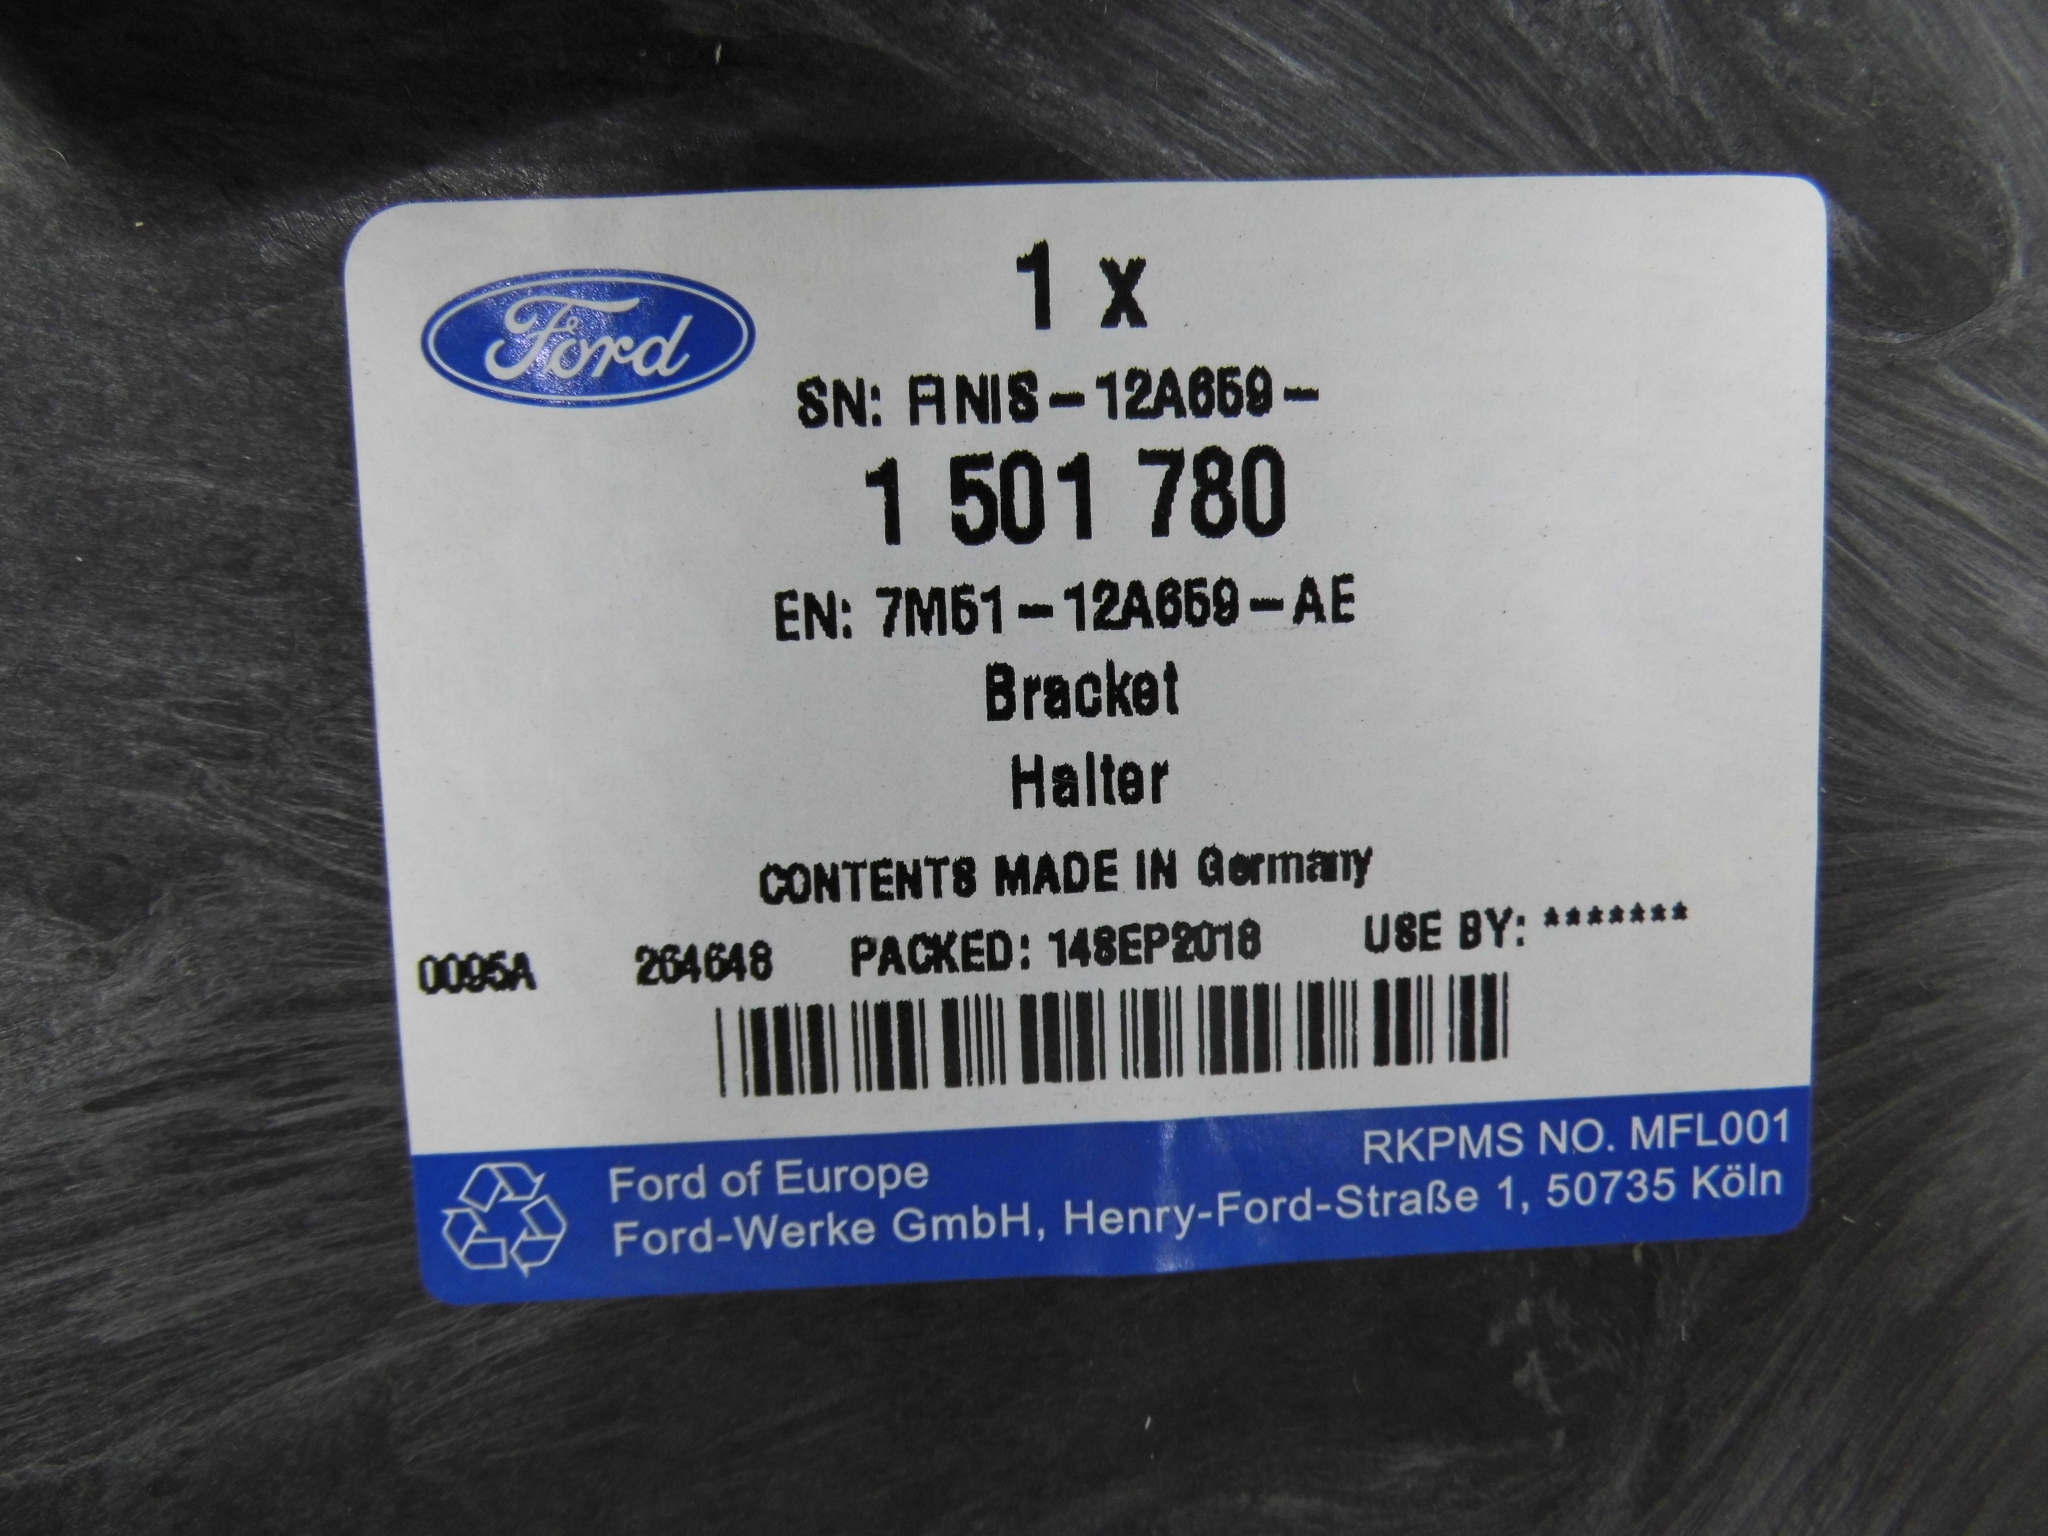 Ford
1 x
SN: FINIS-12A659-
1 501 780
EN: 7M51-12A659-AE
Bracket
Halter
CONTENTS MADE IN Germany
0095A 264648 PACKED: 14SEP2018 USE BY: *******
RKPMS NO. MFL001
Ford of Europe
Ford-Werke GmbH, Henry-Ford-Straße 1, 50735 Köln